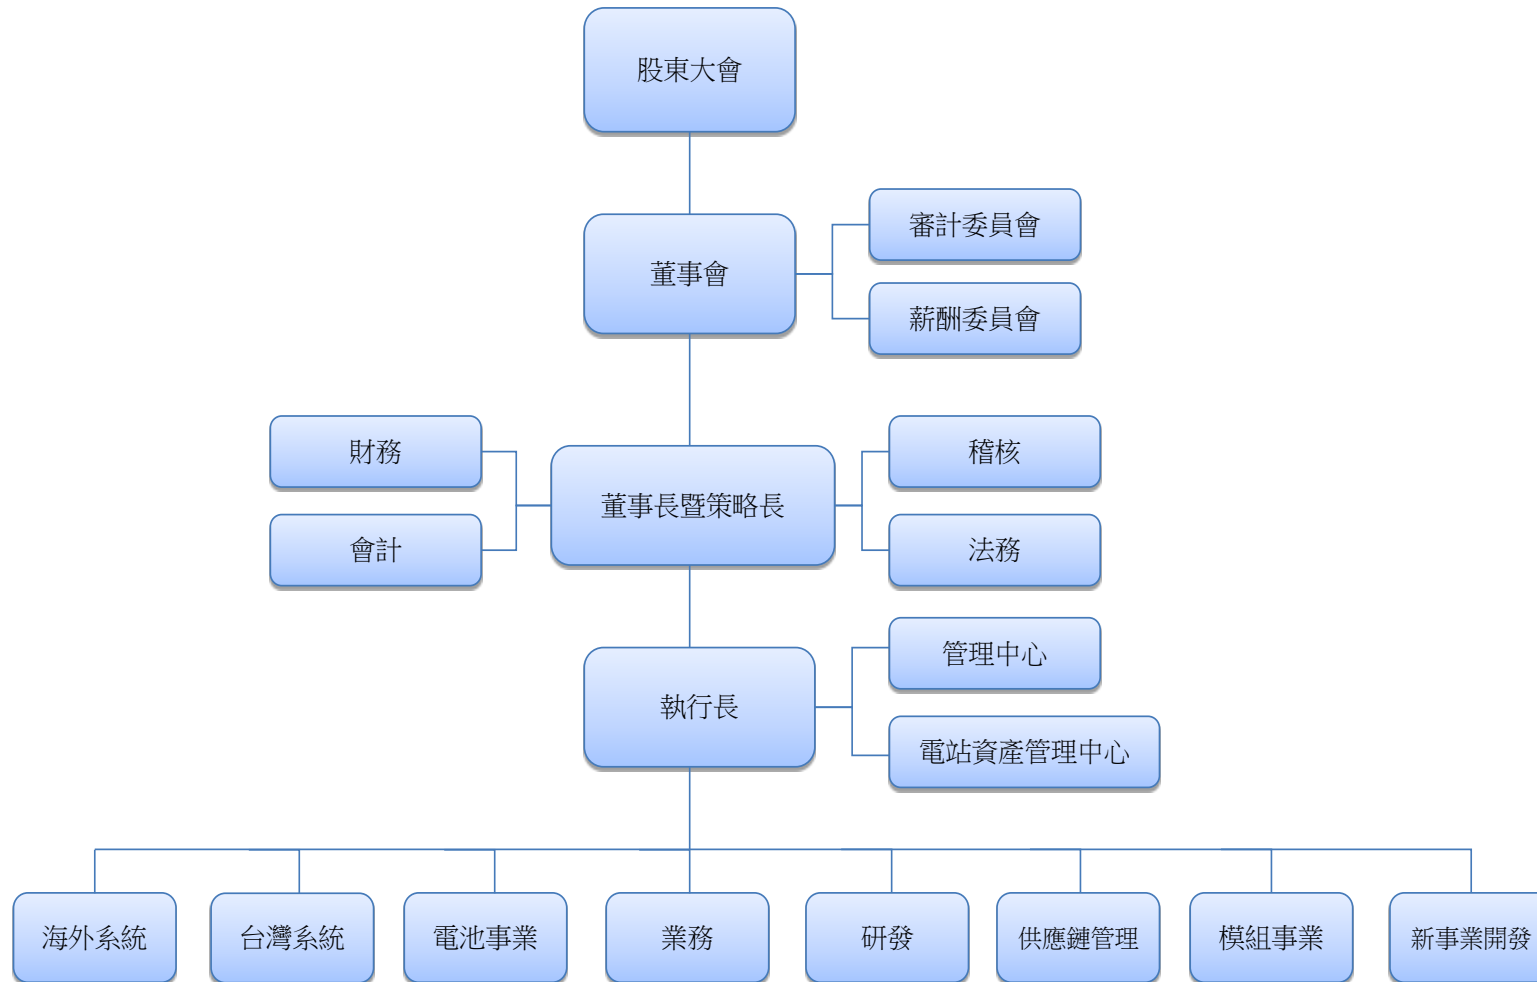 股東大會
董事會
審計委員會
薪酬委員會
財務
會計
董事長暨策略長
稽核
法務
執行長
管理中心
電站資產管理中心
海外系統
台灣系統
電池事業
業務
研發
供應鏈管理
模組事業
新事業開發